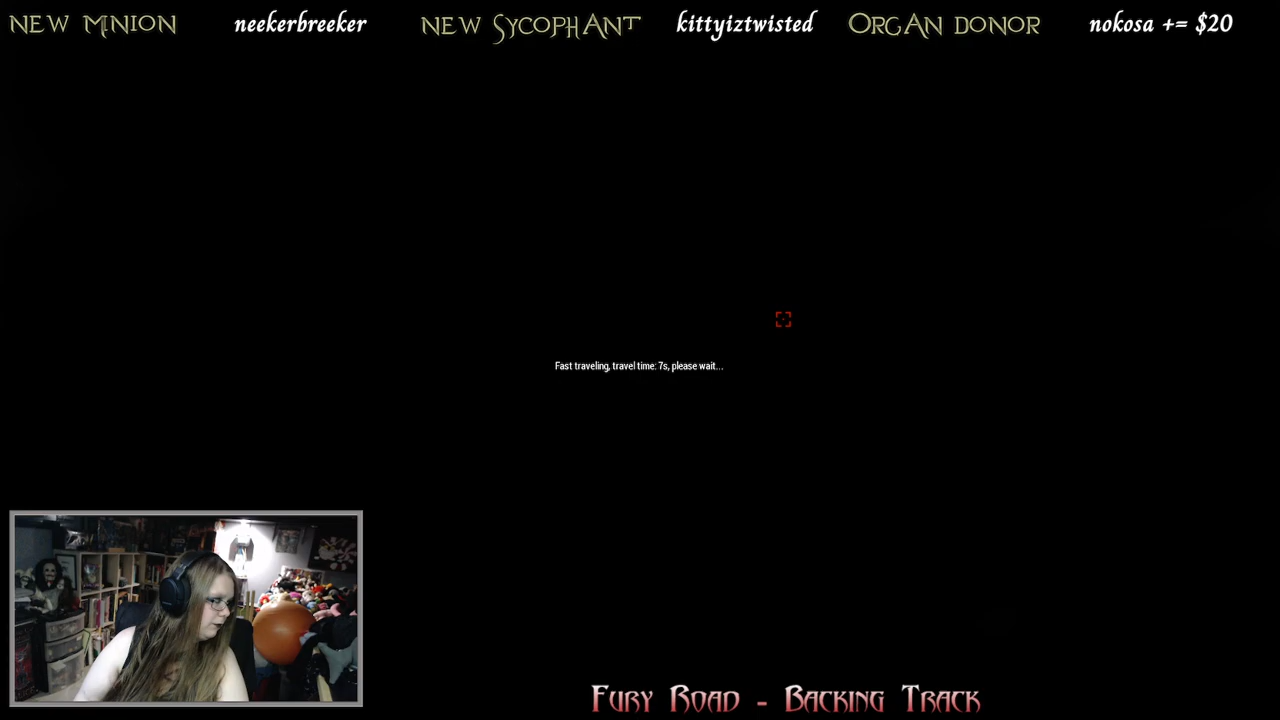 NEW MINION neekerbreeker NEW SYCOPHANT kittyiztwisted ORGAN DONOR nokosa += $20
Fast traveling, travel time: 7s, please wait...
FURY ROAD - BACKING TRACK